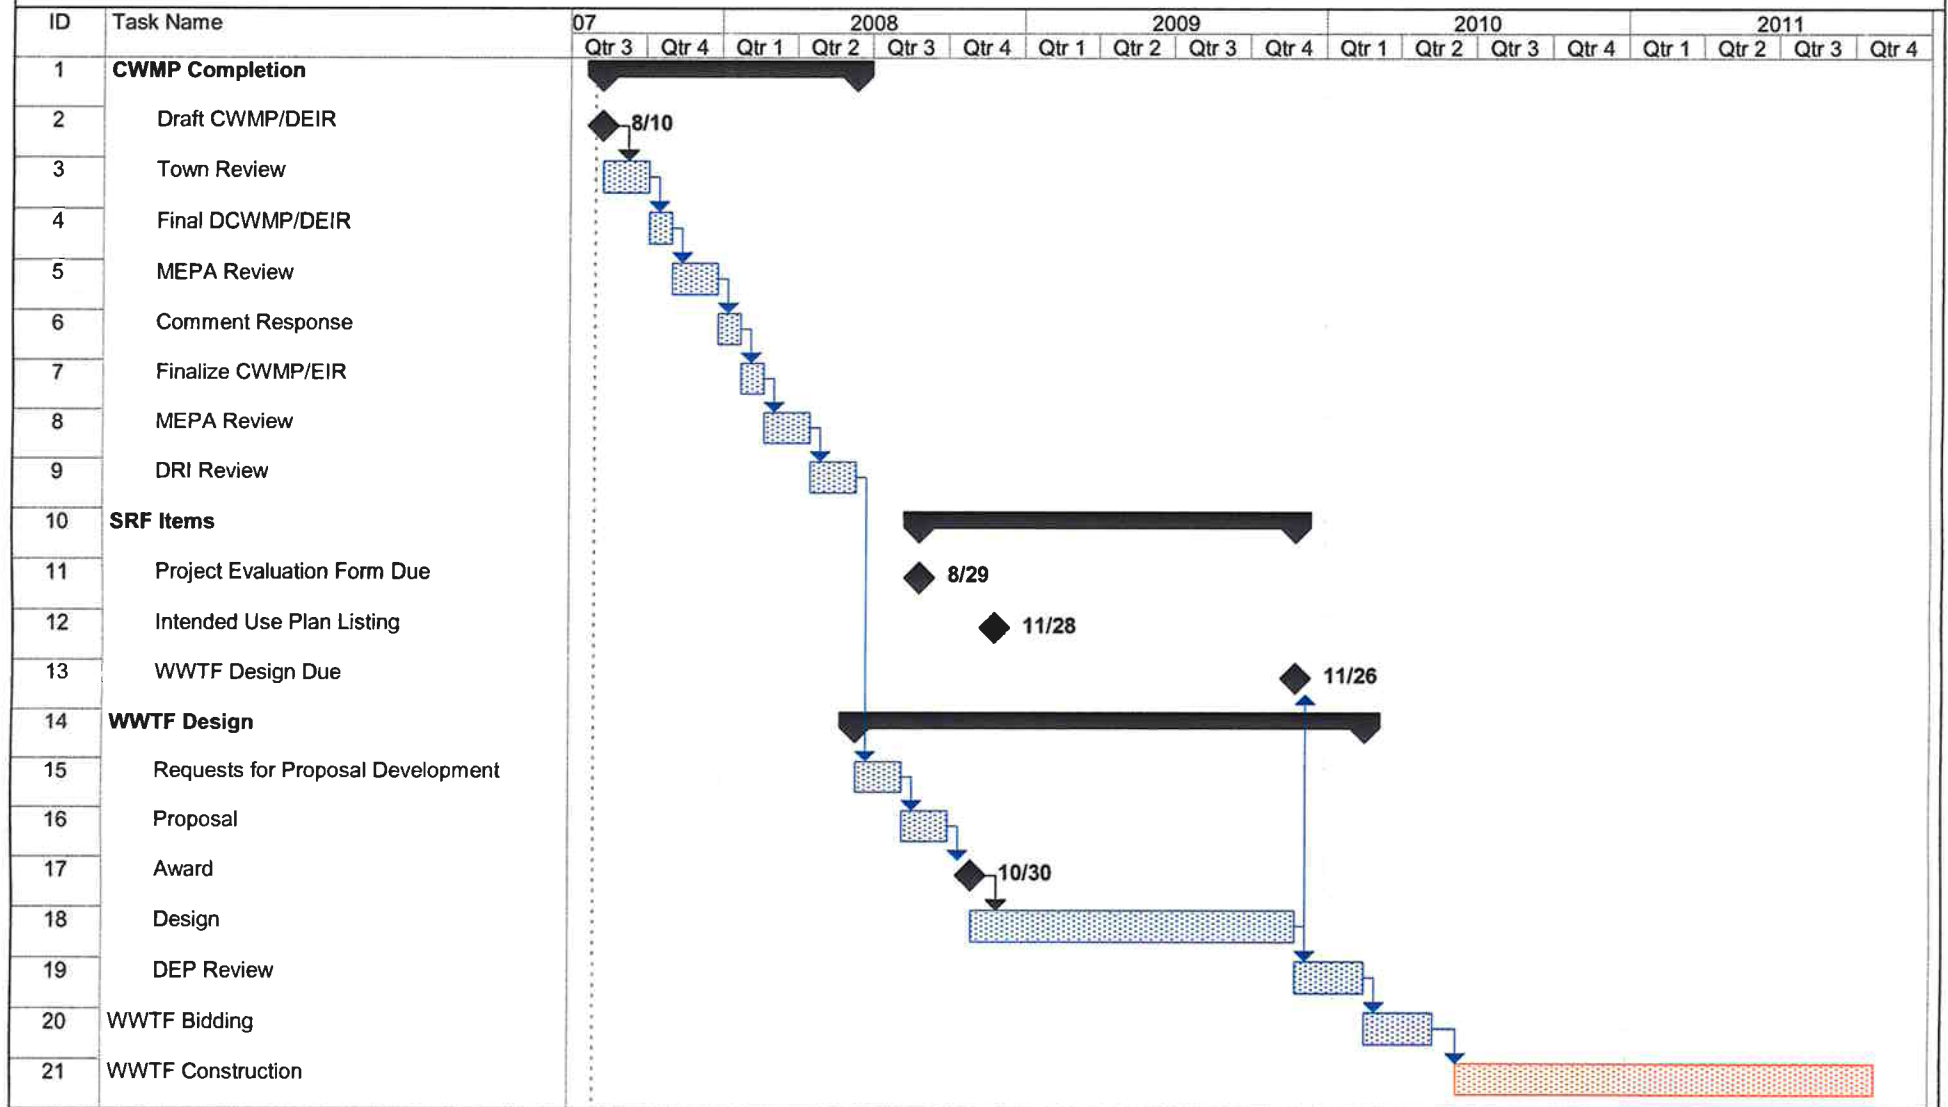 ID Task Name 07 2008 2009 2010 2011
Qtr 3 Qtr 4 Qtr 1 Qtr 2 Qtr 3 Qtr 4 Qtr 1 Qtr 2 Qtr 3 Qtr 4 Qtr 1 Qtr 2 Qtr 3 Qtr 4 Qtr 1 Qtr 2 Qtr 3 Qtr 4
1 CWMP Completion
2 Draft CWMP/DEIR 8/10
3 Town Review
4 Final DCWMP/DEIR
5 MEPA Review
6 Comment Response
7 Finalize CWMP/EIR
8 MEPA Review
9 DRI Review
10 SRF Items
11 Project Evaluation Form Due 8/29
12 Intended Use Plan Listing 11/28
13 WWTF Design Due 11/26
14 WWTF Design
15 Requests for Proposal Development
16 Proposal
17 Award 10/30
18 Design
19 DEP Review
20 WWTF Bidding
21 WWTF Construction